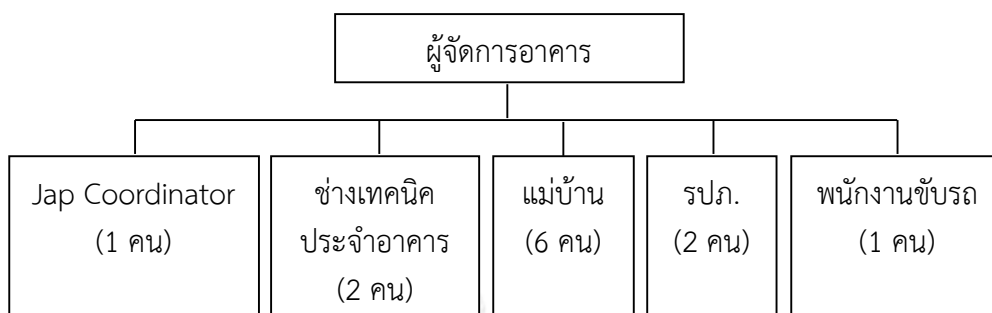 ผู้จัดการอาคาร
Jap Coordinator
(1 คน)
ช่างเทคนิค
ประจำอาคาร
(2 คน)
แม่บ้าน
(6 คน)
รปภ.
(2 คน)
พนักงานขับรถ
(1 คน)